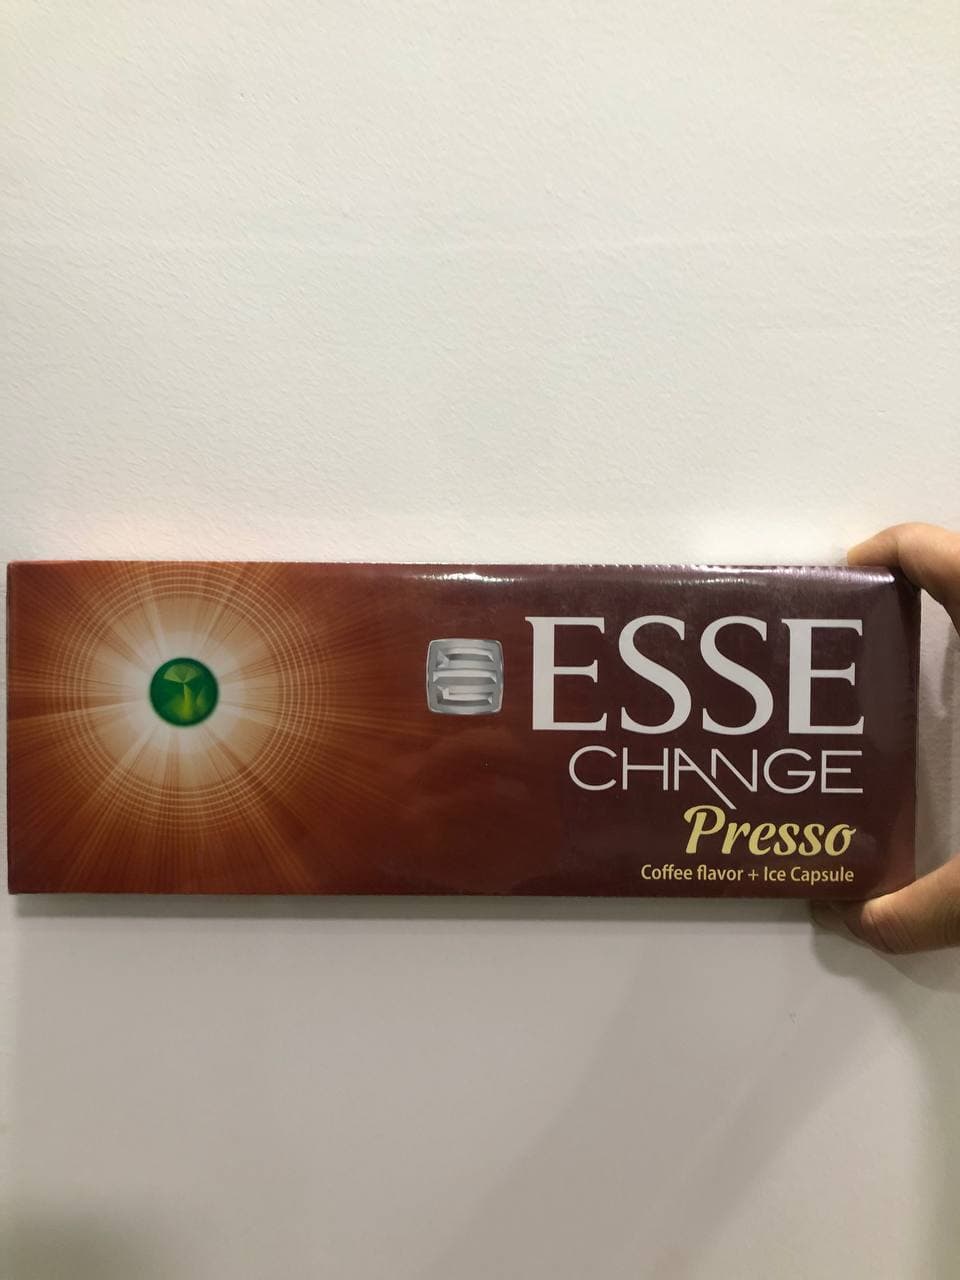 ESSE
CHANGE
Presso
Coffee flavor + Ice Capsule